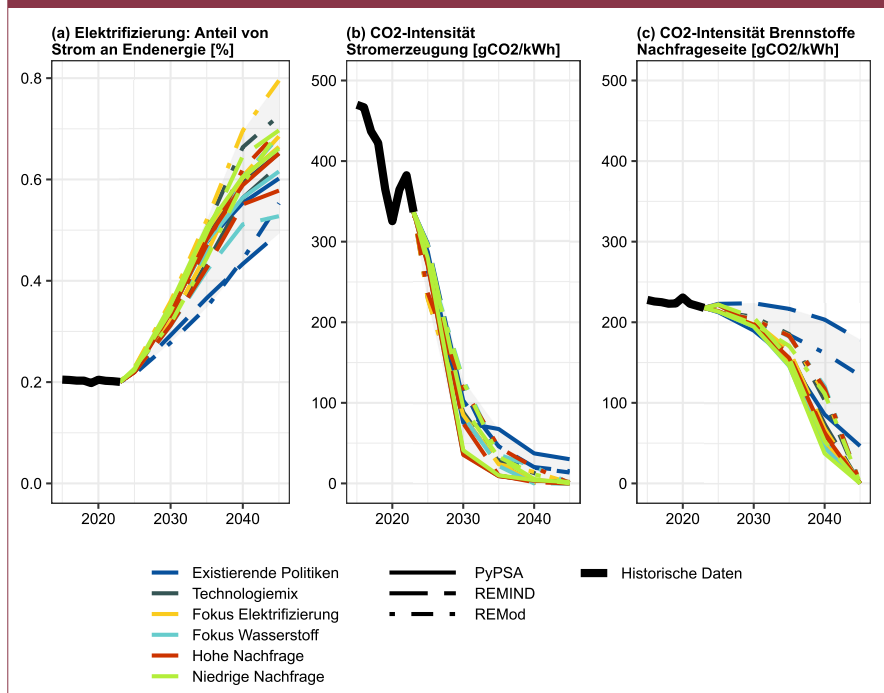 (a) Elektrifizierung: Anteil von
Strom an Endenergie [%]
0.8
0.6
0.4
0.2
0.0
2020
2030
2040
(b) CO2-Intensität
Stromerzeugung [gCO2/kWh]
500
400
300
200
100
0
2020
2030
2040
(c) CO2-Intensität Brennstoffe
Nachfrageseite [gCO2/kWh]
500
400
300
200
100
0
2020
2030
2040
Existierende Politiken
Technologiemix
Fokus Elektrifizierung
Fokus Wasserstoff
Hohe Nachfrage
Niedrige Nachfrage
PyPSA
REMIND
REMod
Historische Daten